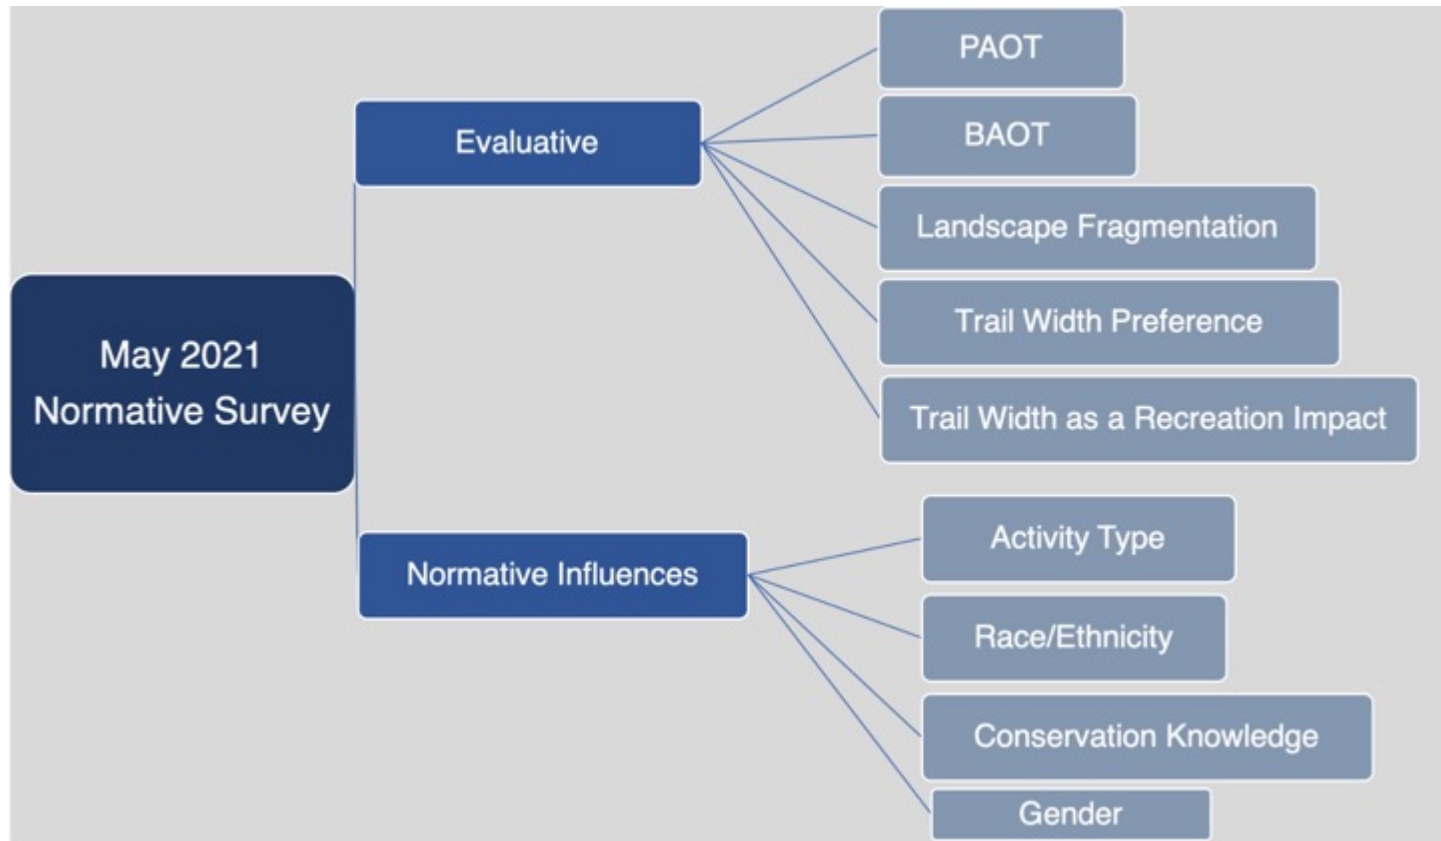 May 2021
Normative Survey
Evaluative
PAOT
BAOT
Landscape Fragmentation
Trail Width Preference
Trail Width as a Recreation Impact
Normative Influences
Activity Type
Race/Ethnicity
Conservation Knowledge
Gender